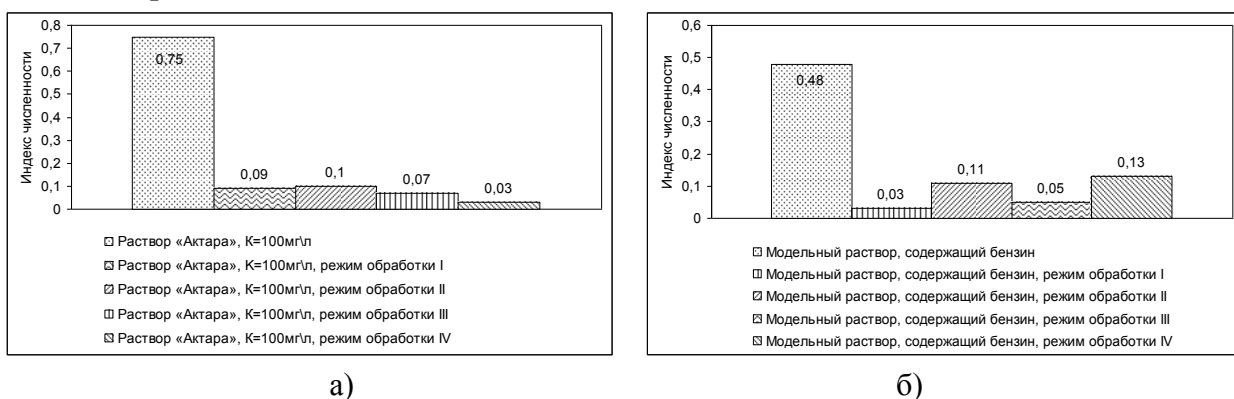 0,8
0,7
0,6
0,5
0,4
0,3
0,2
0,1
0
Индекс численности
0,75
0,09
0,1
0,07
0,03
Раствор «Актара», К=100мг\л
Раствор «Актара», К=100мг\л, режим обработки I
Раствор «Актара», К=100мг\л, режим обработки II
Раствор «Актара», К=100мг\л, режим обработки III
Раствор «Актара», К=100мг\л, режим обработки IV
а)
0,6
0,5
0,4
0,3
0,2
0,1
0
Индекс численности
0,48
0,03
0,11
0,05
0,13
Модельный раствор, содержащий бензин
Модельный раствор, содержащий бензин, режим обработки I
Модельный раствор, содержащий бензин, режим обработки II
Модельный раствор, содержащий бензин, режим обработки III
Модельный раствор, содержащий бензин, режим обработки IV
б)